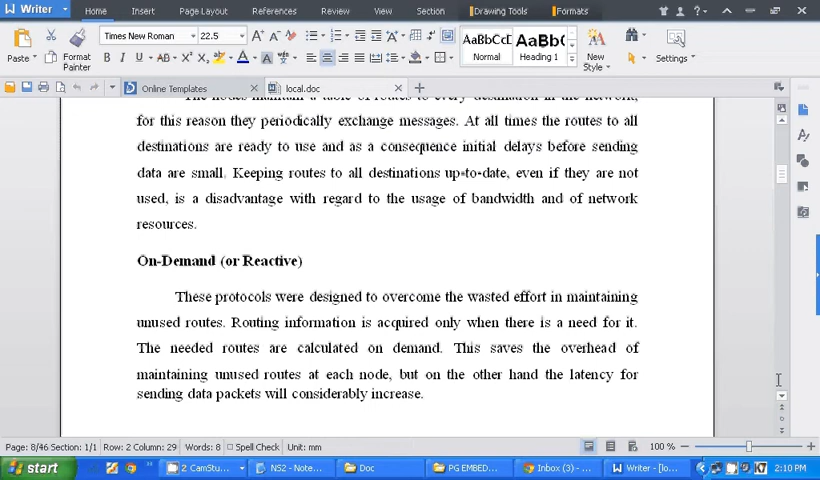 Writer
Home Insert Page Layout References Review View Section Drawing Tools Formats
Paste Format Painter
Times New Roman 22.5
B I U AB X² X₂
AaBbCcD AaBb(
Normal Heading 1
New Style Settings
Online Templates local.doc
The nodes maintain a table of routes to every destination in the network,
for this reason they periodically exchange messages. At all times the routes to all
destinations are ready to use and as a consequence initial delays before sending
data are small. Keeping routes to all destinations up-to-date, even if they are not
used, is a disadvantage with regard to the usage of bandwidth and of network
resources.
On-Demand (or Reactive)
These protocols were designed to overcome the wasted effort in maintaining
unused routes. Routing information is acquired only when there is a need for it.
The needed routes are calculated on demand. This saves the overhead of
maintaining unused routes at each node, but on the other hand the latency for
sending data packets will considerably increase.
Page: 8/46 Section: 1/1 Row: 2 Column: 29 Words: 8 Spell Check Unit: mm 100 %
start 2 CamStu... NS2 - Note... Doc PG EMBED... Inbox (3) - ... Writer - [lo... 2:10 PM